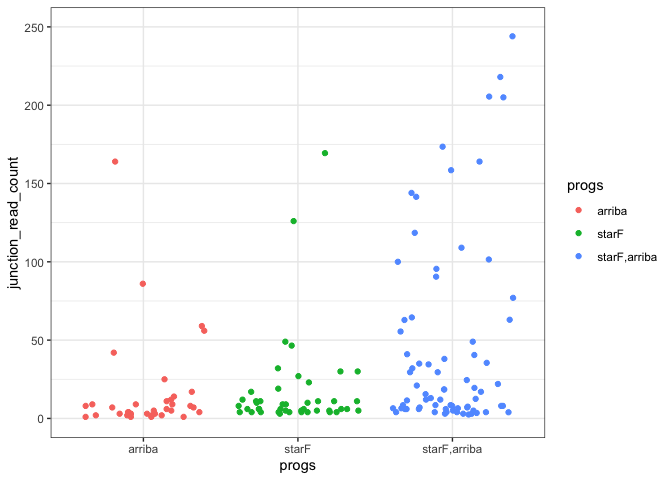 250
200
150
100
50
0
junction_read_count
arriba
starF
starF,arriba
progs
progs
arriba
starF
starF,arriba